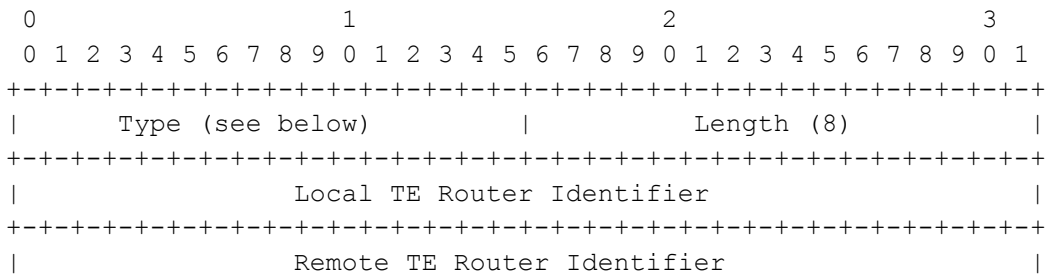 0                   1                   2                   3
 0 1 2 3 4 5 6 7 8 9 0 1 2 3 4 5 6 7 8 9 0 1 2 3 4 5 6 7 8 9 0 1
+-+-+-+-+-+-+-+-+-+-+-+-+-+-+-+-+-+-+-+-+-+-+-+-+-+-+-+-+-+-+-+-+
|       Type (see below)         |          Length (8)           |
+-+-+-+-+-+-+-+-+-+-+-+-+-+-+-+-+-+-+-+-+-+-+-+-+-+-+-+-+-+-+-+-+
|                 Local TE Router Identifier                    |
+-+-+-+-+-+-+-+-+-+-+-+-+-+-+-+-+-+-+-+-+-+-+-+-+-+-+-+-+-+-+-+-+
|                 Remote TE Router Identifier                   |